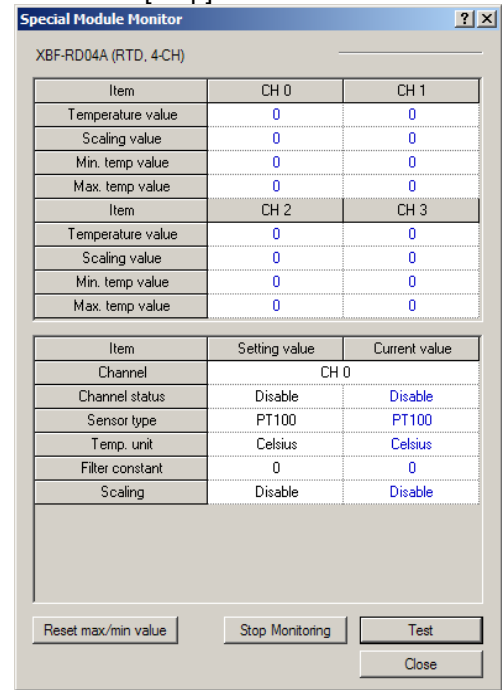 Special Module Monitor ? X
XBF-RD04A (RTD, 4-CH)
Item CH 0 CH 1
Temperature value 0 0
Scaling value 0 0
Min. temp value 0 0
Max. temp value 0 0
Item CH 2 CH 3
Temperature value 0 0
Scaling value 0 0
Min. temp value 0 0
Max. temp value 0 0
Item Setting value Current value
Channel CH 0
Channel status Disable Disable
Sensor type PT100 PT100
Temp. unit Celsius Celsius
Filter constant 0 0
Scaling Disable Disable
Reset max/min value Stop Monitoring Test
Close